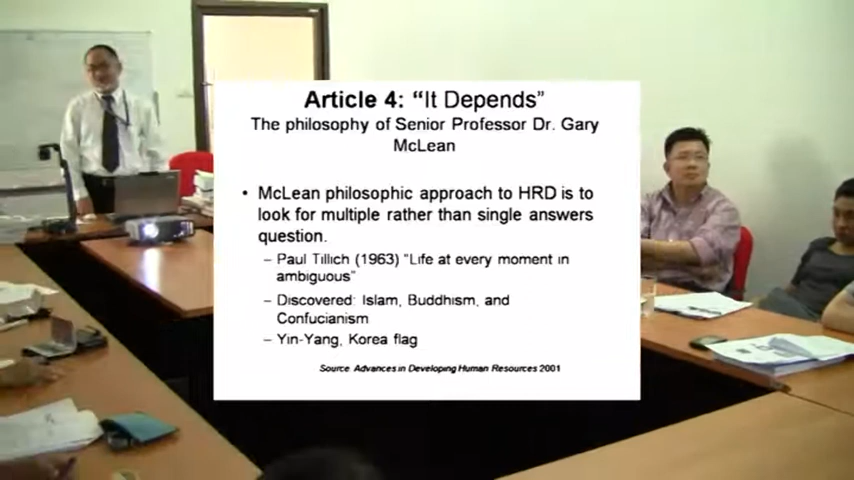 Article 4: “It Depends”
The philosophy of Senior Professor Dr. Gary
McLean
• McLean philosophic approach to HRD is to
look for multiple rather than single answers
question.
– Paul Tillich (1963) “Life at every moment in
ambiguous”
– Discovered: Islam, Buddhism, and
Confucianism
– Yin-Yang, Korea flag
Source: Advances in Developing Human Resources 2001